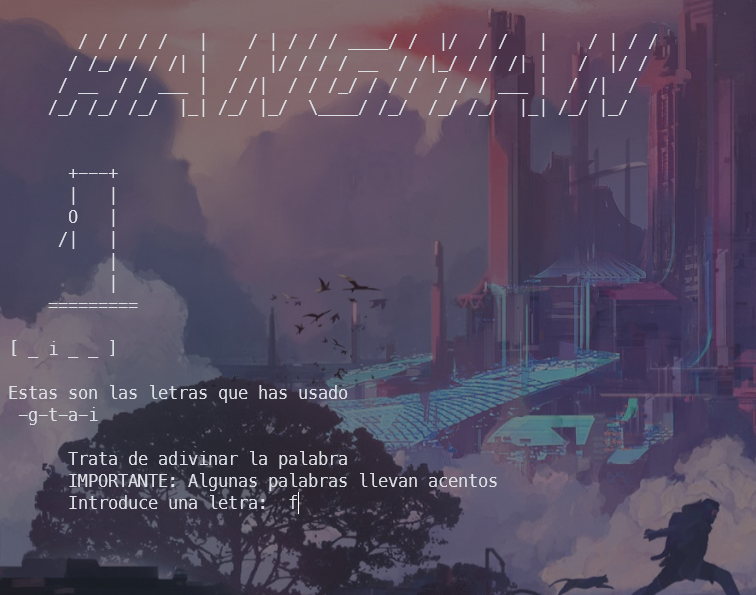 +---+
|   |
O   |
/|   |
|
|
=========
[ _ i _ _ ]
Estas son las letras que has usado
-g-t-a-i
Trata de adivinar la palabra
IMPORTANTE: Algunas palabras llevan acentos
Introduce una letra:  f